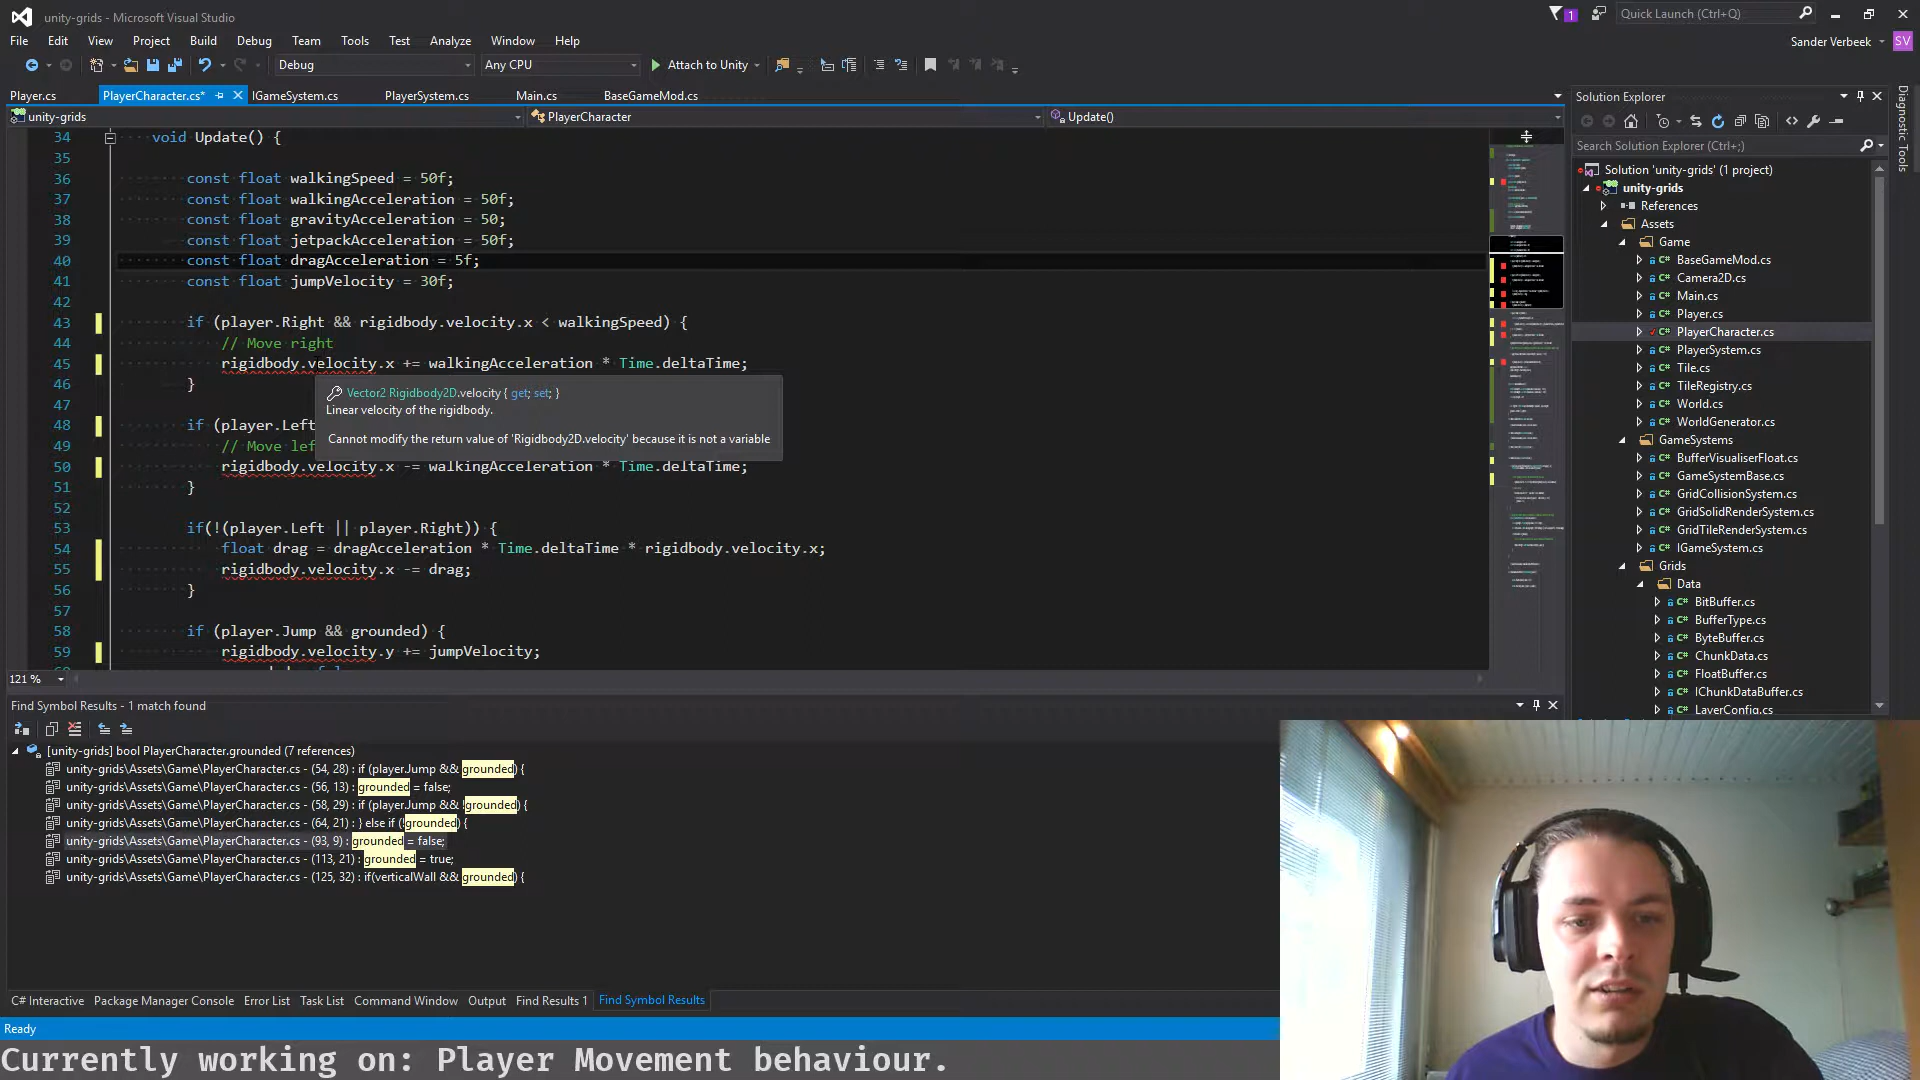 unity-grids - Microsoft Visual Studio
1
Quick Launch (Ctrl+Q)
File Edit View Project Build Debug Team Tools Test Analyze Window Help
Sander Verbeek SV
Debug Any CPU Attach to Unity
Player.cs PlayerCharacter.cs* IGameSystem.cs PlayerSystem.cs Main.cs BaseGameMod.cs
unity-grids PlayerCharacter Update()
34 void Update() {
35
36 const float walkingSpeed = 50f;
37 const float walkingAcceleration = 50f;
38 const float gravityAcceleration = 50;
39 const float jetpackAcceleration = 50f;
40 const float dragAcceleration = 5f;
41 const float jumpVelocity = 30f;
42
43 if (player.Right && rigidbody.velocity.x < walkingSpeed) {
44 // Move right
45 rigidbody.velocity.x += walkingAcceleration * Time.deltaTime;
46 }
47
Vector2 Rigidbody2D.velocity { get; set; }
Linear velocity of the rigidbody.
Cannot modify the return value of 'Rigidbody2D.velocity' because it is not a variable
48 if (player.Left
49 // Move lef
50 rigidbody.velocity.x -= walkingAcceleration * Time.deltaTime;
51 }
52
53 if(!(player.Left || player.Right)) {
54 float drag = dragAcceleration * Time.deltaTime * rigidbody.velocity.x;
55 rigidbody.velocity.x -= drag;
56 }
57
58 if (player.Jump && grounded) {
59 rigidbody.velocity.y += jumpVelocity;
121 %
Solution Explorer
Search Solution Explorer (Ctrl+;)
Solution 'unity-grids' (1 project)
unity-grids
References
Assets
Game
BaseGameMod.cs
Camera2D.cs
Main.cs
Player.cs
PlayerCharacter.cs
PlayerSystem.cs
Tile.cs
TileRegistry.cs
World.cs
WorldGenerator.cs
GameSystems
BufferVisualiserFloat.cs
GameSystemBase.cs
GridCollisionSystem.cs
GridSolidRenderSystem.cs
GridTileRenderSystem.cs
IGameSystem.cs
Grids
Data
BitBuffer.cs
BufferType.cs
ByteBuffer.cs
ChunkData.cs
FloatBuffer.cs
IChunkDataBuffer.cs
LayerConfig.cs
Diagnostic Tools
Find Symbol Results - 1 match found
[unity-grids] bool PlayerCharacter.grounded (7 references)
unity-grids\Assets\Game\PlayerCharacter.cs - (54, 28) : if (player.Jump && grounded) {
unity-grids\Assets\Game\PlayerCharacter.cs - (56, 13) : grounded = false;
unity-grids\Assets\Game\PlayerCharacter.cs - (58, 29) : if (player.Jump && !grounded) {
unity-grids\Assets\Game\PlayerCharacter.cs - (64, 21) : } else if (!grounded) {
unity-grids\Assets\Game\PlayerCharacter.cs - (93, 9) : grounded = false;
unity-grids\Assets\Game\PlayerCharacter.cs - (113, 21) : grounded = true;
unity-grids\Assets\Game\PlayerCharacter.cs - (125, 32) : if(verticalWall && grounded) {
C# Interactive Package Manager Console Error List Task List Command Window Output Find Results 1 Find Symbol Results
Ready
Currently working on: Player Movement behaviour.